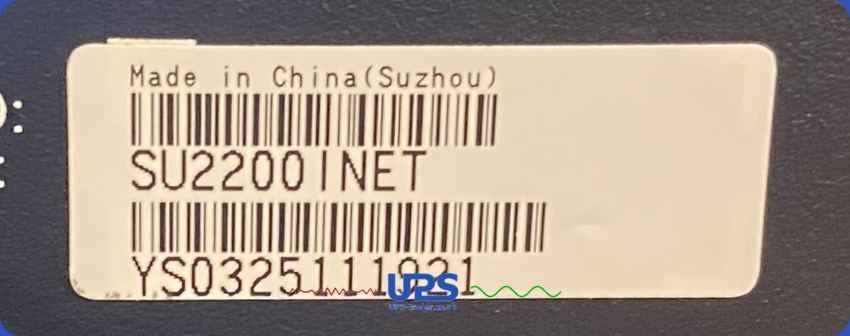 Made in China(Suzhou)
SU2200INET
YS0325111921
UPS